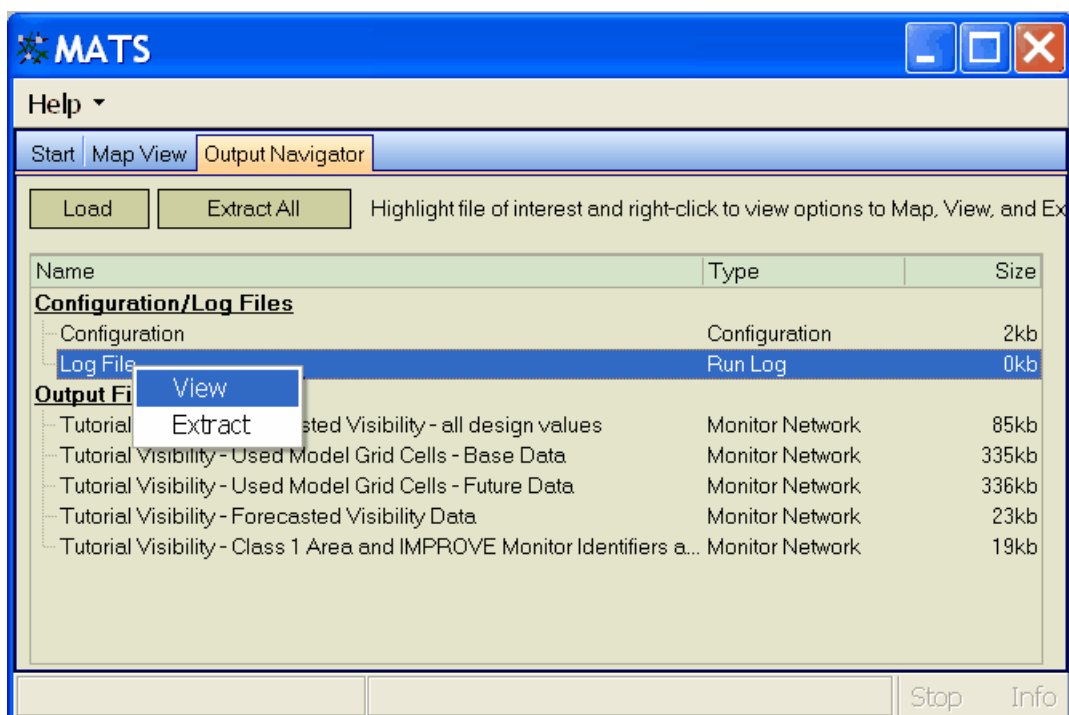 MATS
Help
Start Map View Output Navigator
Load Extract All Highlight file of interest and right-click to view options to Map, View, and Ex
Name Type Size
Configuration/Log Files
Configuration Configuration 2kb
Log File Run Log 0kb
View
Output Fi
Extract
Tutorial sted Visibility - all design values Monitor Network 85kb
Tutorial Visibility - Used Model Grid Cells - Base Data Monitor Network 335kb
Tutorial Visibility - Used Model Grid Cells - Future Data Monitor Network 336kb
Tutorial Visibility - Forecasted Visibility Data Monitor Network 23kb
Tutorial Visibility - Class 1 Area and IMPROVE Monitor Identifiers a... Monitor Network 19kb
Stop Info